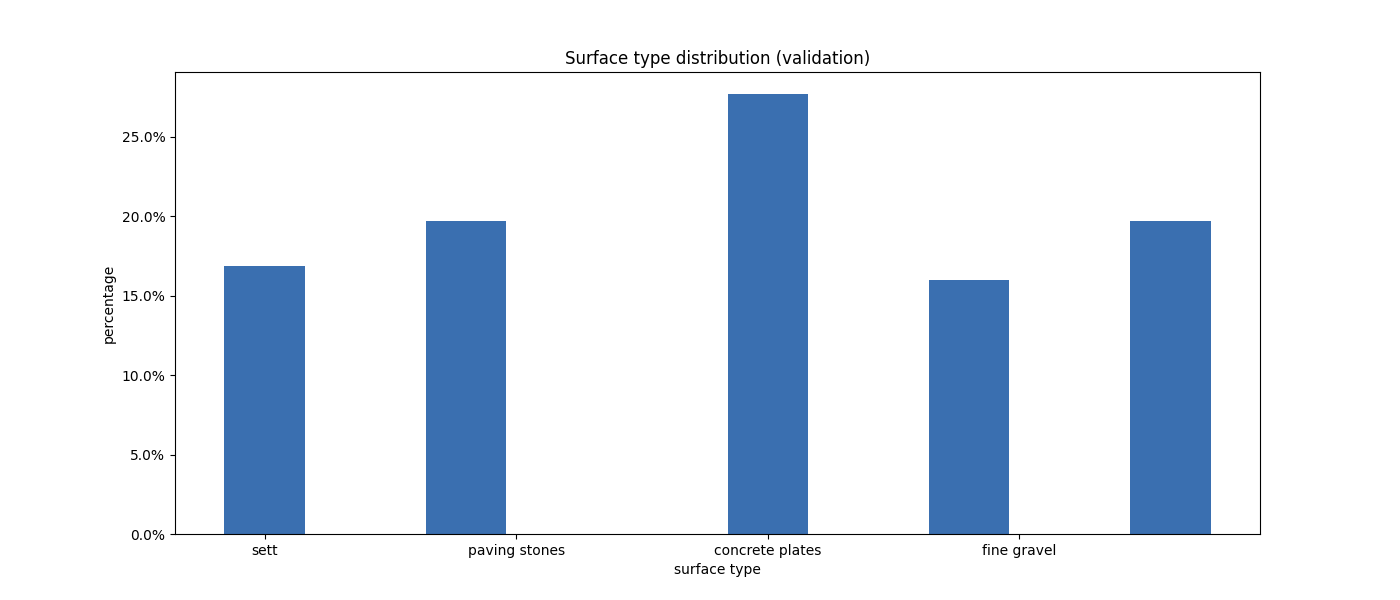 Surface type distribution (validation)
percentage
25.0%
20.0%
15.0%
10.0%
5.0%
0.0%
sett paving stones concrete plates fine gravel
surface type